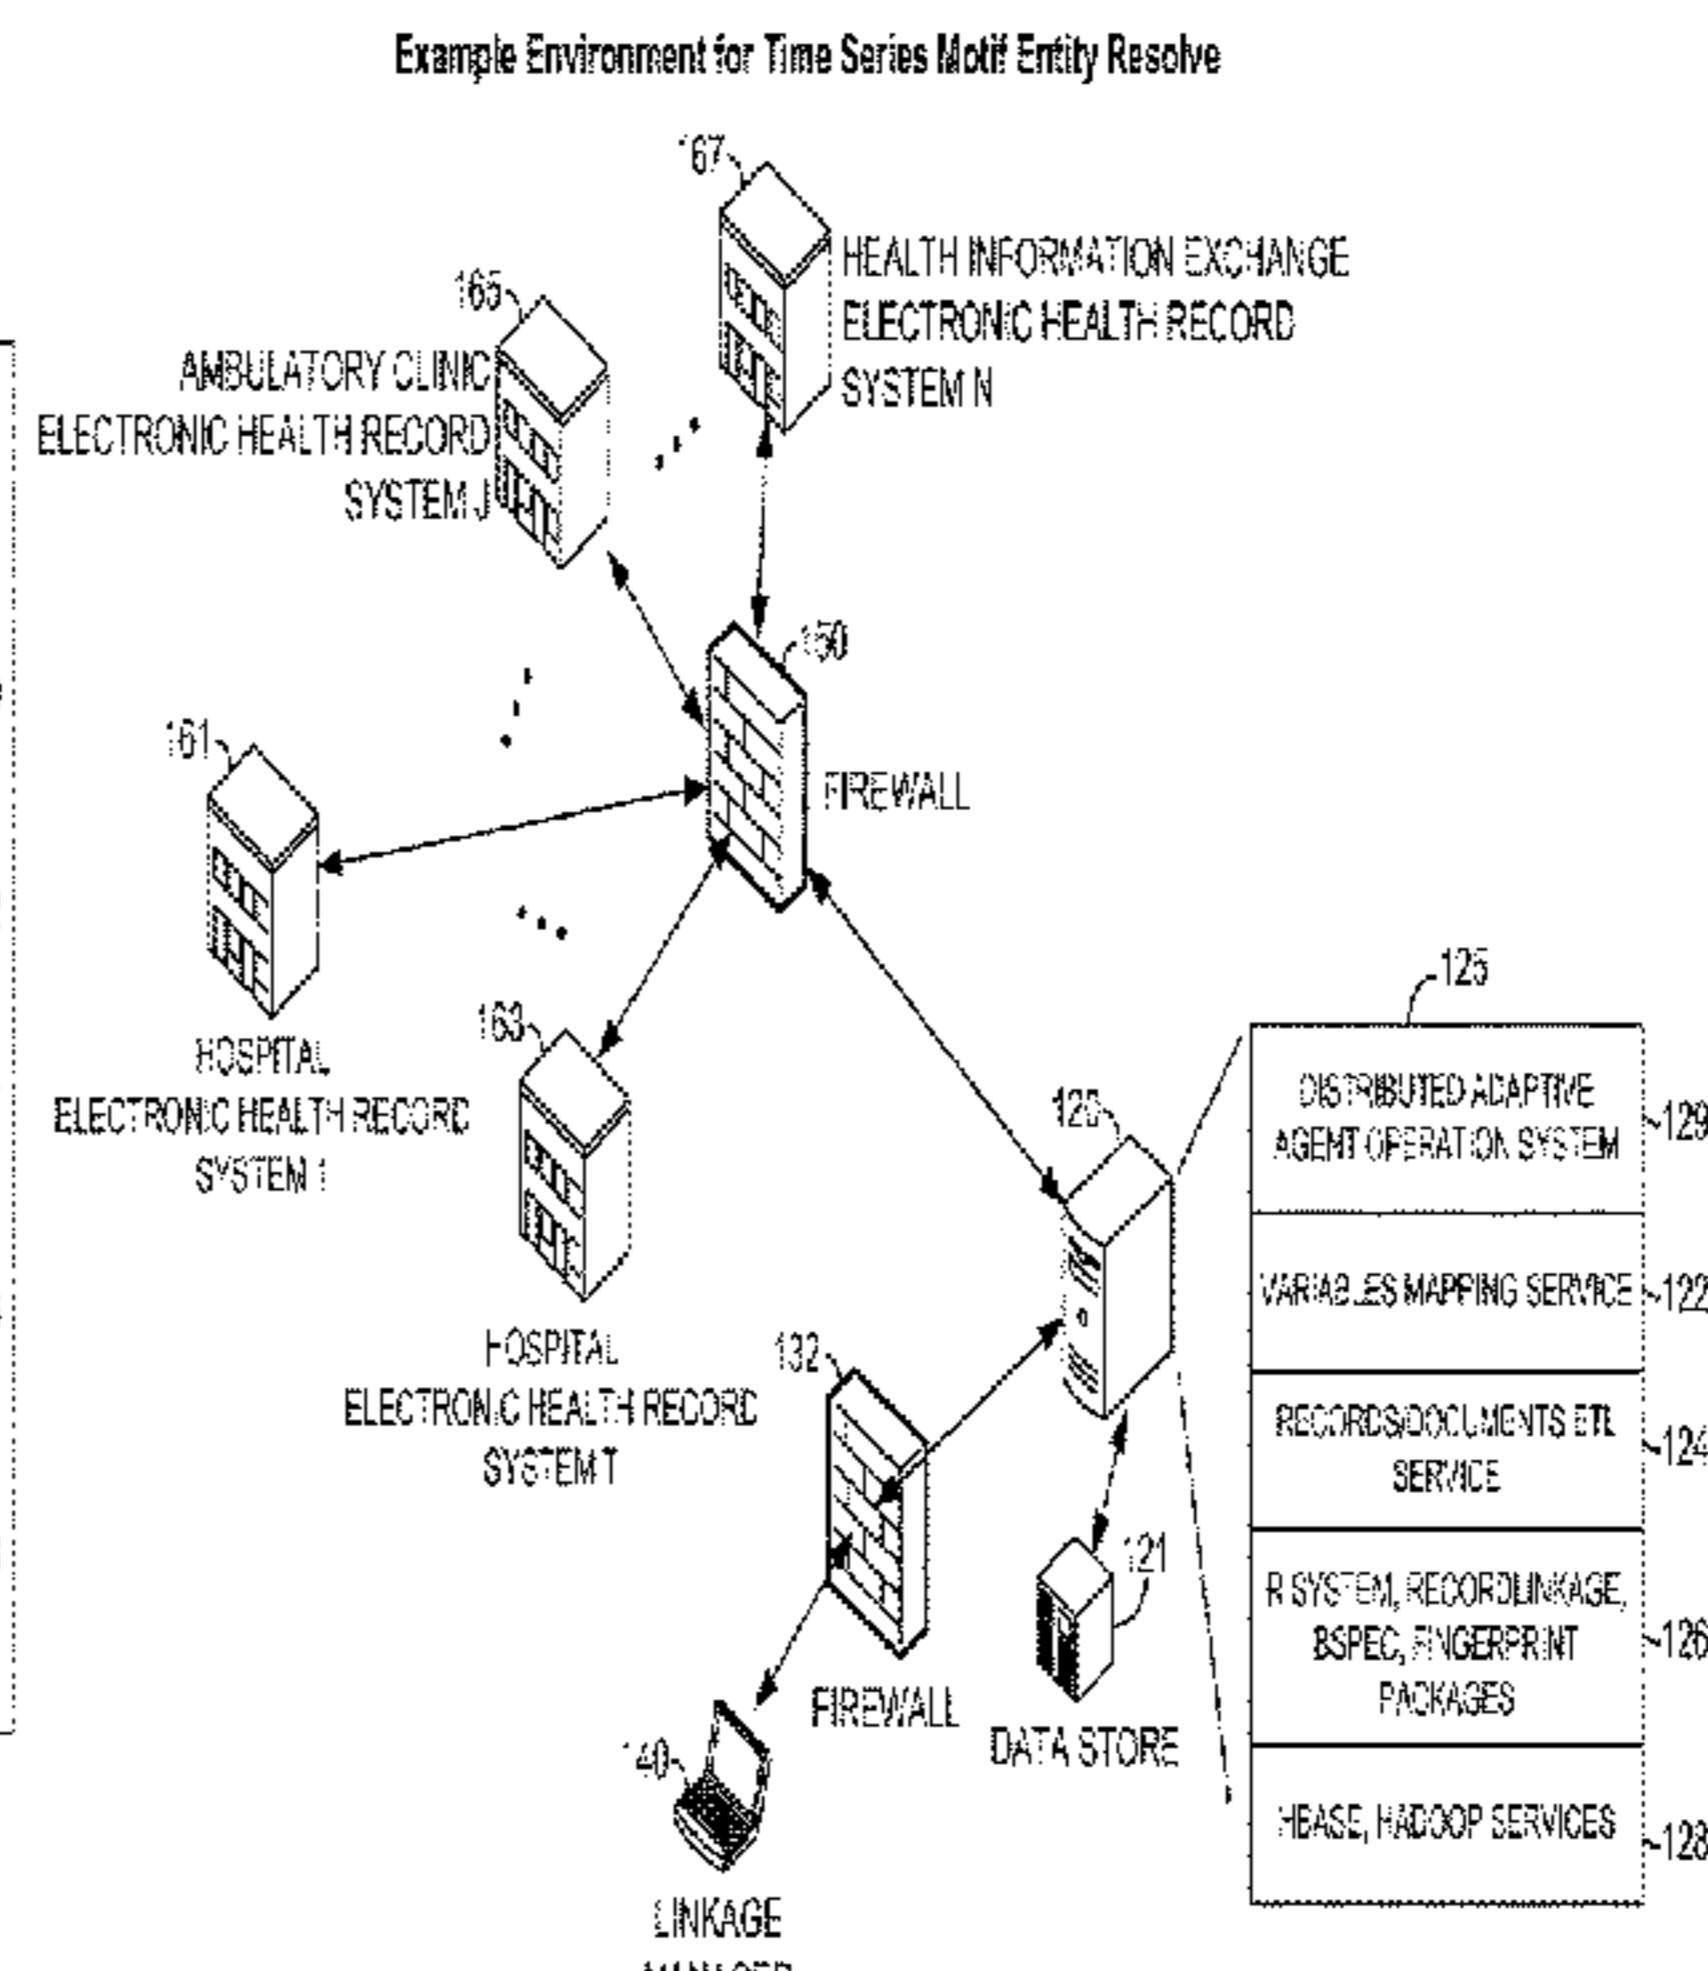 Example Environment for Time Series Motif Entity Resolve
167
HEALTH INFORMATION EXCHANGE
ELECTRONIC HEALTH RECORD
SYSTEM N
165
AMBULATORY CLINIC
ELECTRONIC HEALTH RECORD
SYSTEM J
150
FIREWALL
161
HOSPITAL
ELECTRONIC HEALTH RECORD
SYSTEM 1
163
HOSPITAL
ELECTRONIC HEALTH RECORD
SYSTEM T
120
125
DISTRIBUTED ADAPTIVE
AGENT OPERATION SYSTEM
129
VARIABLES MAPPING SERVICE
122
RECORDS/DOCUMENTS ETL
SERVICE
124
R SYSTEM, RECORDLINKAGE,
BSPEC, FINGERPRINT
PACKAGES
126
HBASE, HADOOP SERVICES
128
132
FIREWALL
121
DATA STORE
140
LINKAGE
MANAGER